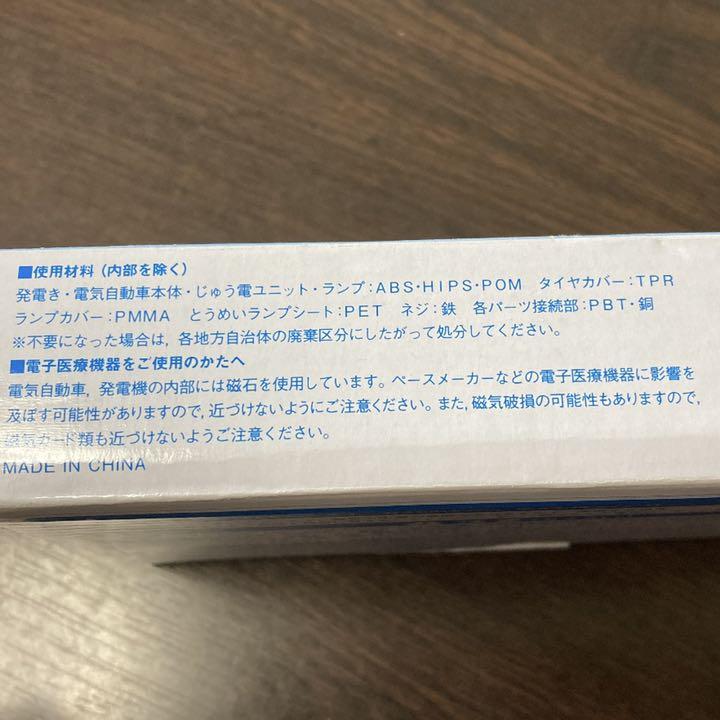 ■使用材料(内部を除く)
発電き・電気自動車本体・じゅう電ユニット・ランプ:ABS・HIPS・POM タイヤカバー:TPR
ランプカバー:PMMA とうめいランプシート:PET ネジ:鉄 各パーツ接続部:PBT・銅
※不要になった場合は,各地方自治体の廃棄区分にしたがって処分してください。
■電子医療機器をご使用のかたへ
電気自動車,発電機の内部には磁石を使用しています。ペースメーカーなどの電子医療機器に影響を
及ぼす可能性がありますので,近づけないようにご注意ください。また,磁気破損の可能性もありますので,
磁気カード類も近づけないようご注意ください。
MADE IN CHINA